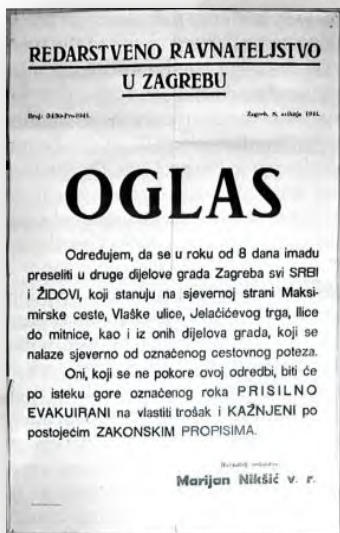 REDARSTVENO RAVNATELJSTVO
U ZAGREBU
Zagreb, 8. svibnja 1941.
OGLAS
Određujem, da se u roku od 8 dana imadu
preseliti u druge dijelove grada Zagreba svi SRBI
i ŽIDOVI, koji stanuju na sjevernoj strani Maksi-
mirske ceste, Vlaške ulice, Jelačićevog trga, Ilice
do mitnice, kao i iz onih dijelova grada, koji se
nalaze sjeverno od označenog cestovnog poteza.
Oni, koji se ne pokore ovoj odredbi, biti će
po isteku gore označenog roka PRISILNO
EVAKUIRANI na vlastiti trošak i KAŽNJENI po
postojećim ZAKONSKIM PROPISIMA.
Marijan Nikšić v. r.